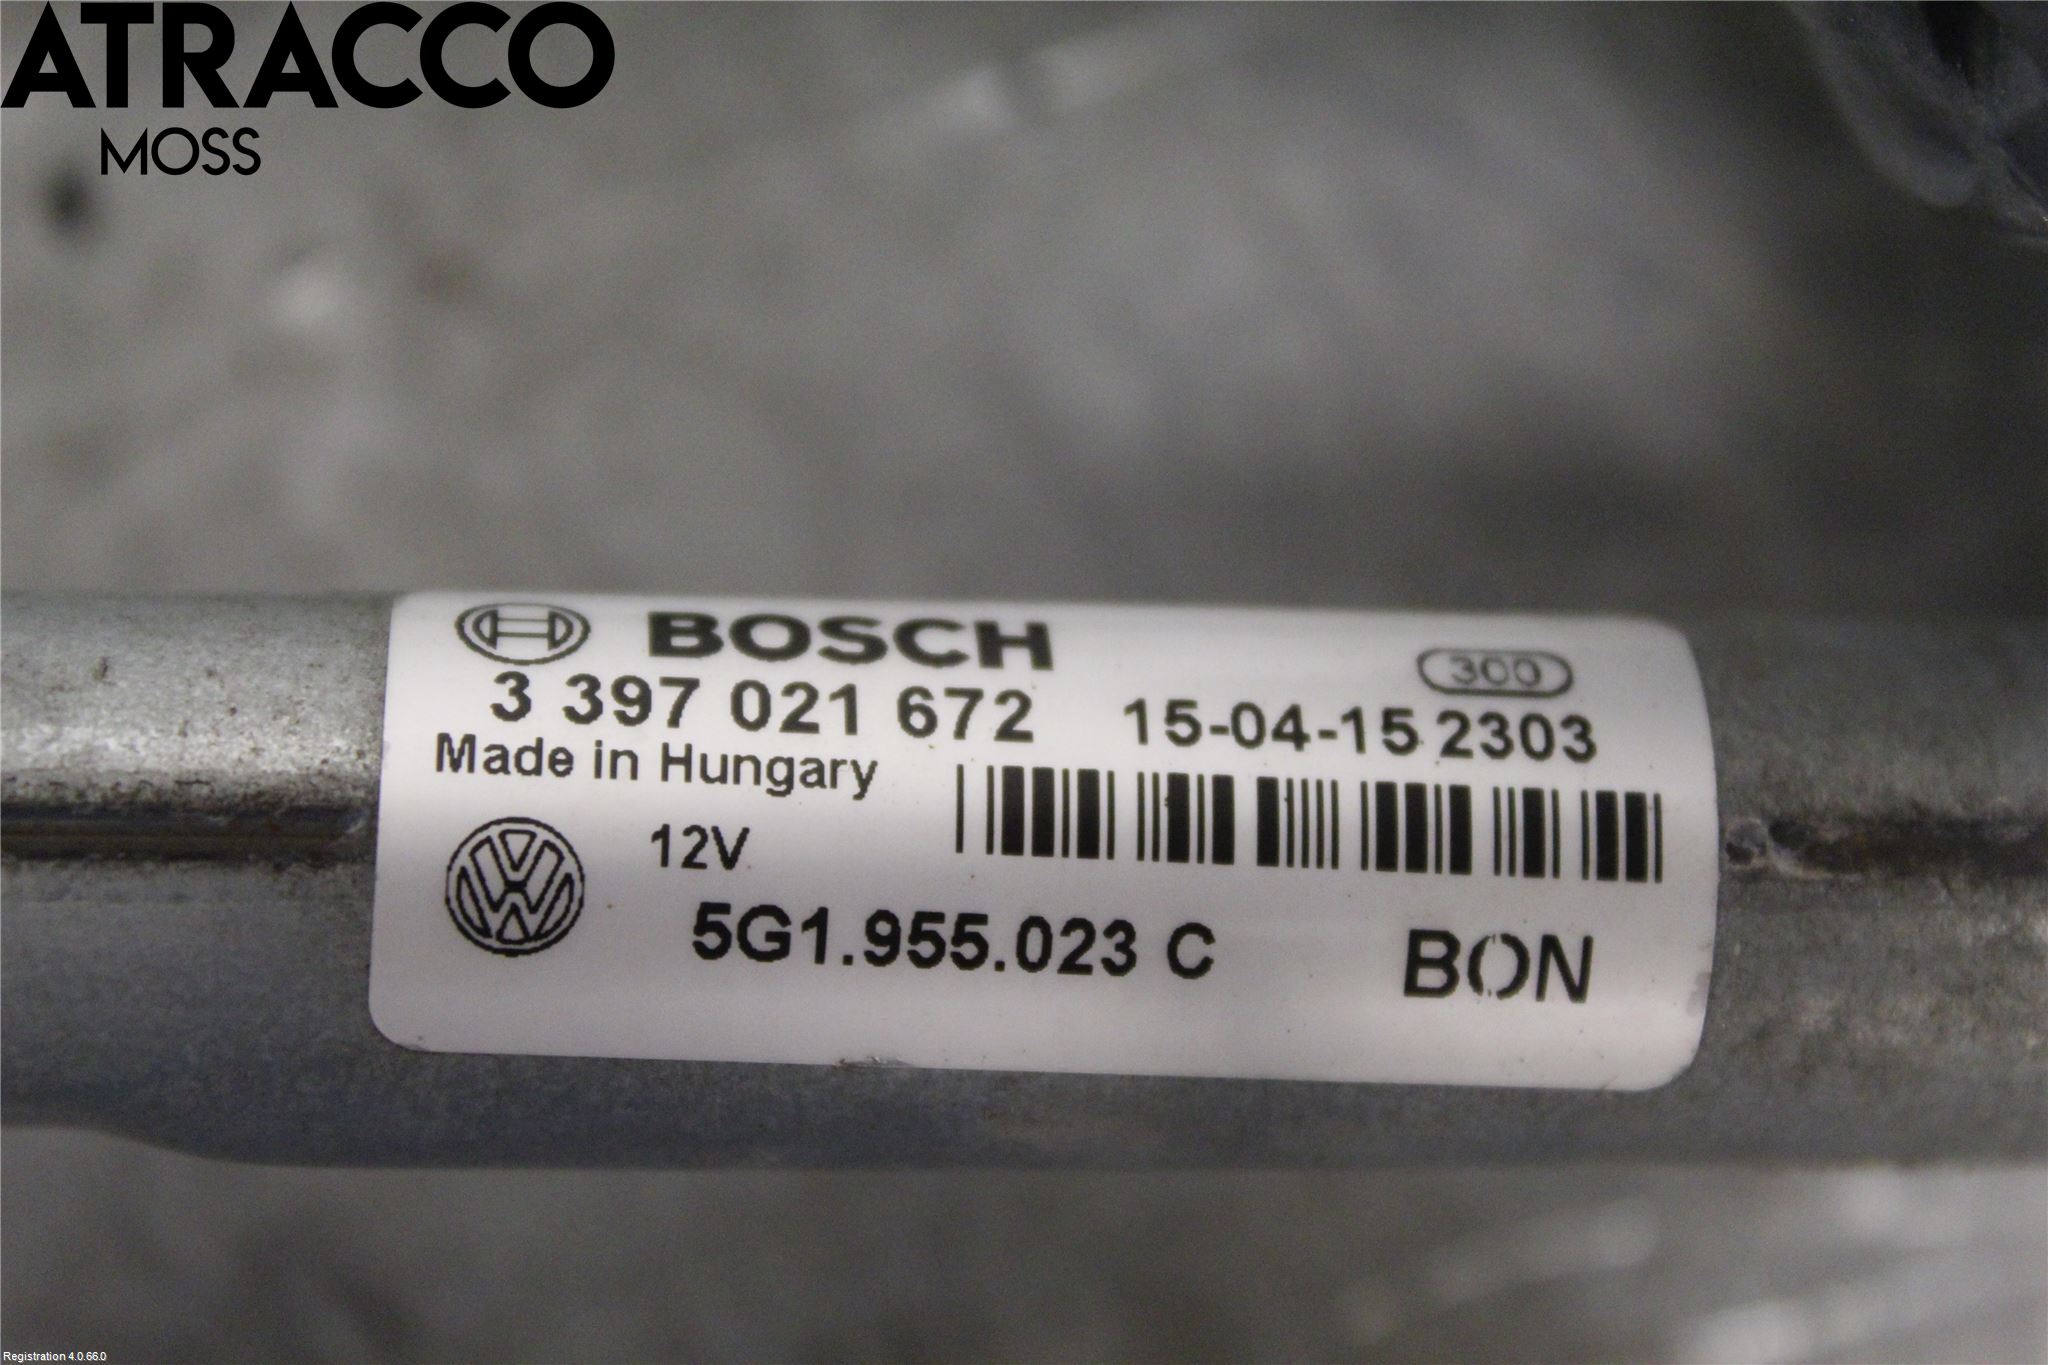 ATRACCO
MOSS
BOSCH
300
3 397 021 672 15-04-15 2303
Made in Hungary
12V
5G1.955.023 C BON
Registration 4.0.66.0